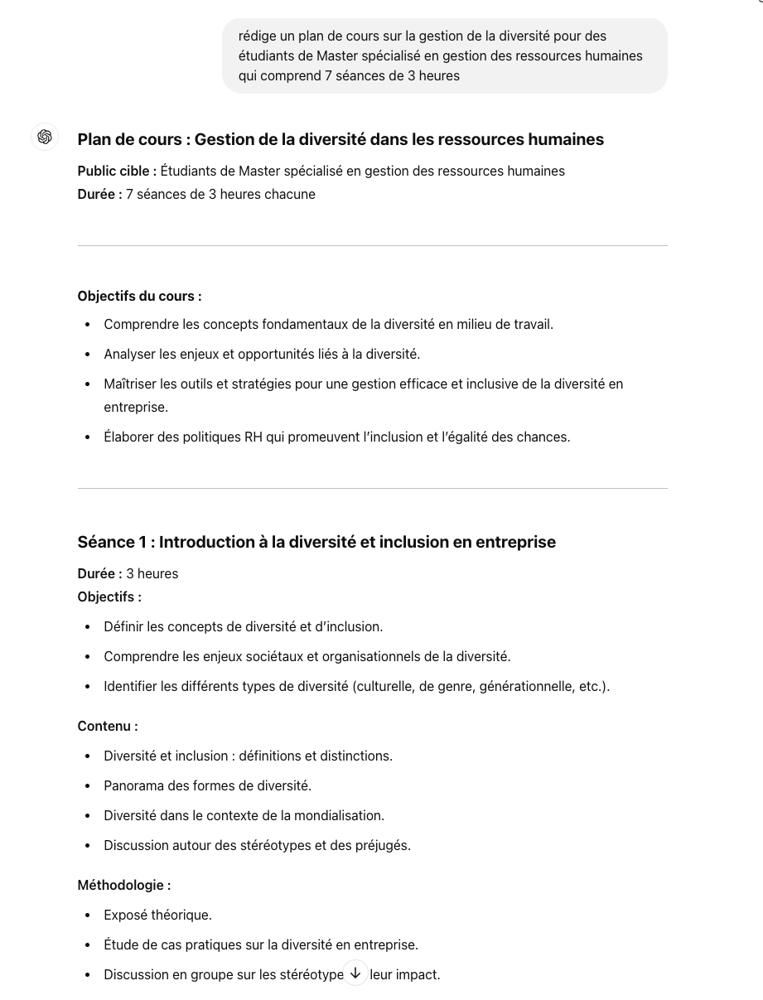 rédige un plan de cours sur la gestion de la diversité pour des
étudiants de Master spécialisé en gestion des ressources humaines
qui comprend 7 séances de 3 heures
Plan de cours : Gestion de la diversité dans les ressources humaines
Public cible : Étudiants de Master spécialisé en gestion des ressources humaines
Durée : 7 séances de 3 heures chacune
Objectifs du cours :
• Comprendre les concepts fondamentaux de la diversité en milieu de travail.
• Analyser les enjeux et opportunités liés à la diversité.
• Maîtriser les outils et stratégies pour une gestion efficace et inclusive de la diversité en
entreprise.
• Élaborer des politiques RH qui promeuvent l’inclusion et l’égalité des chances.
Séance 1 : Introduction à la diversité et inclusion en entreprise
Durée : 3 heures
Objectifs :
• Définir les concepts de diversité et d’inclusion.
• Comprendre les enjeux sociétaux et organisationnels de la diversité.
• Identifier les différents types de diversité (culturelle, de genre, générationnelle, etc.).
Contenu :
• Diversité et inclusion : définitions et distinctions.
• Panorama des formes de diversité.
• Diversité dans le contexte de la mondialisation.
• Discussion autour des stéréotypes et des préjugés.
Méthodologie :
• Exposé théorique.
• Étude de cas pratiques sur la diversité en entreprise.
• Discussion en groupe sur les stéréotype leur impact.